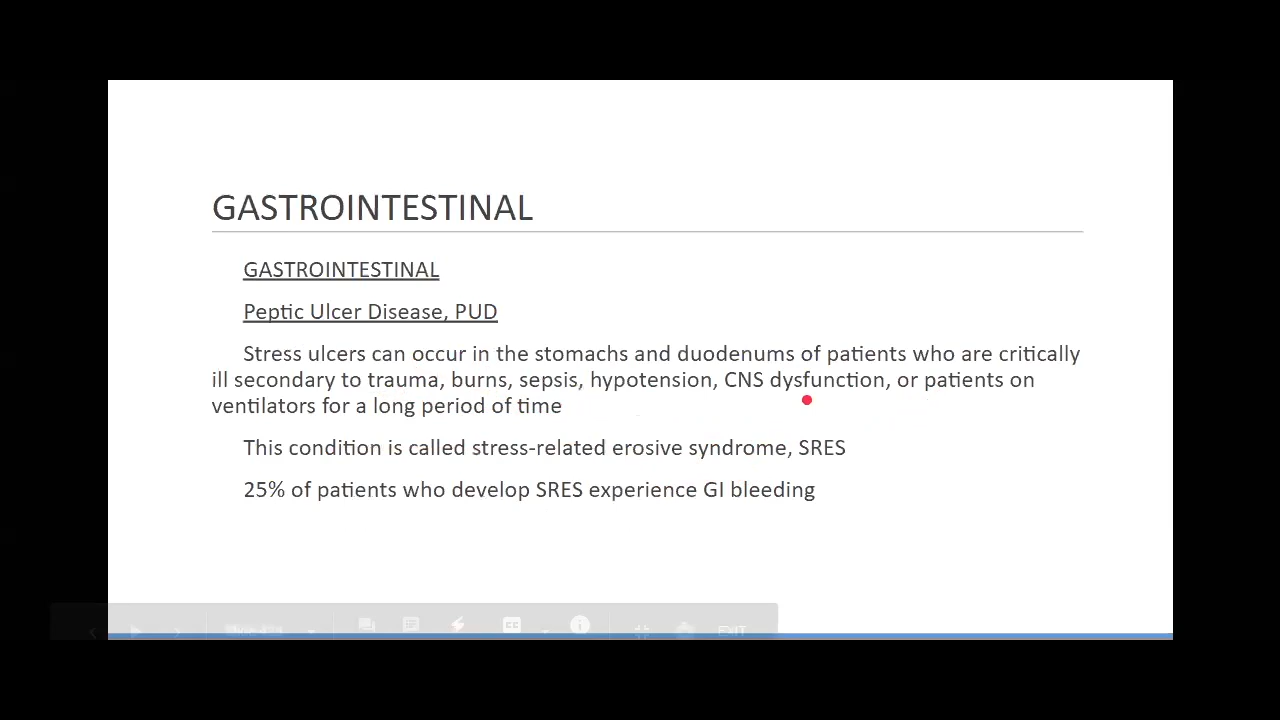 GASTROINTESTINAL
GASTROINTESTINAL
Peptic Ulcer Disease, PUD
Stress ulcers can occur in the stomachs and duodenums of patients who are critically
ill secondary to trauma, burns, sepsis, hypotension, CNS dysfunction, or patients on
ventilators for a long period of time
This condition is called stress-related erosive syndrome, SRES
25% of patients who develop SRES experience GI bleeding
CC
EXIT